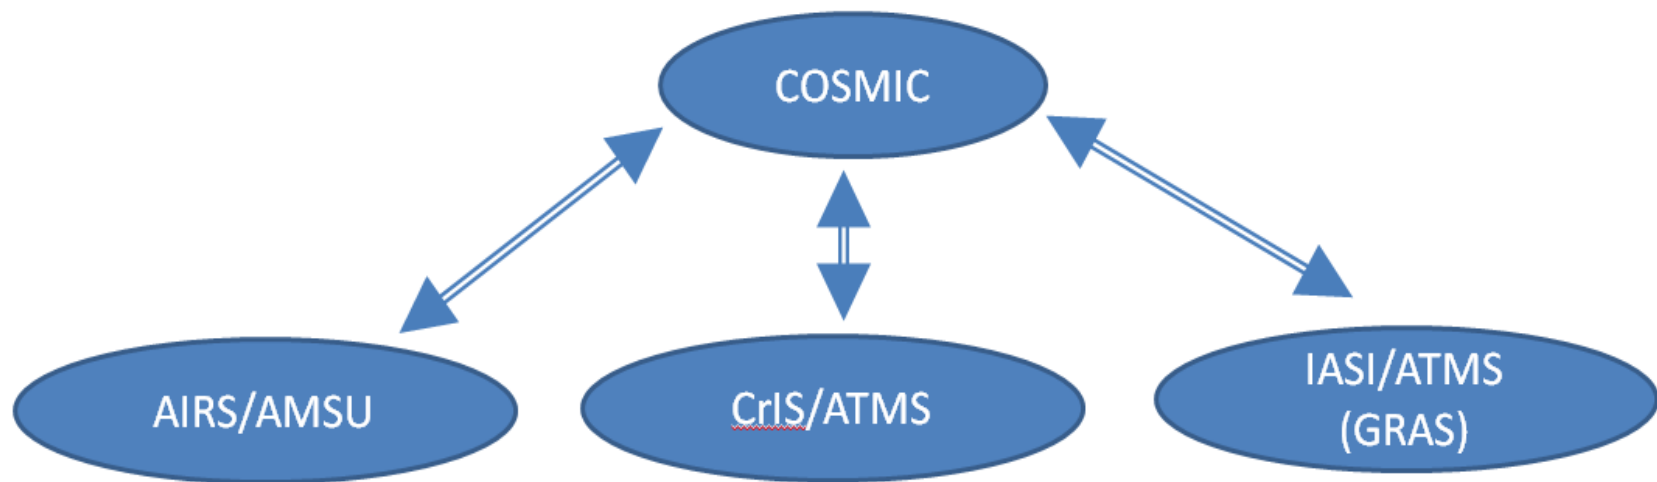 COSMIC
AIRS/AMSU
CrIS/ATMS
IASI/ATMS
(GRAS)